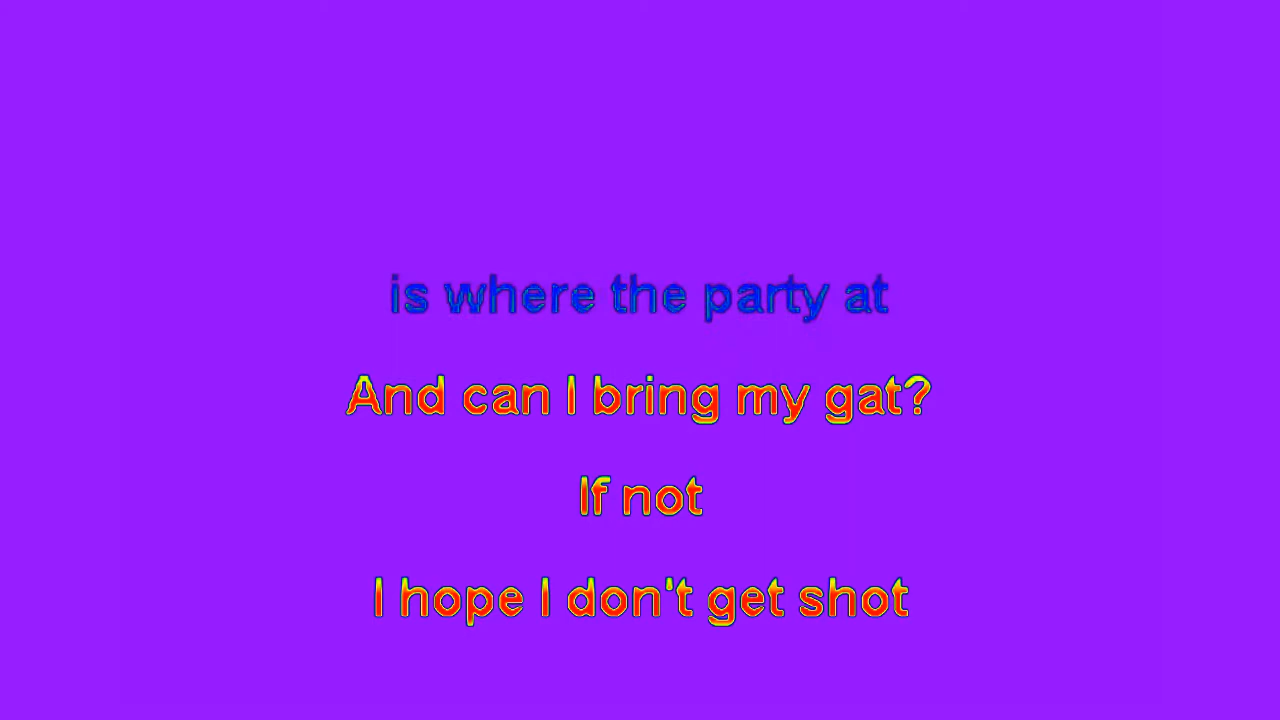 is where the party at
And can I bring my gat?
If not
I hope I don't get shot